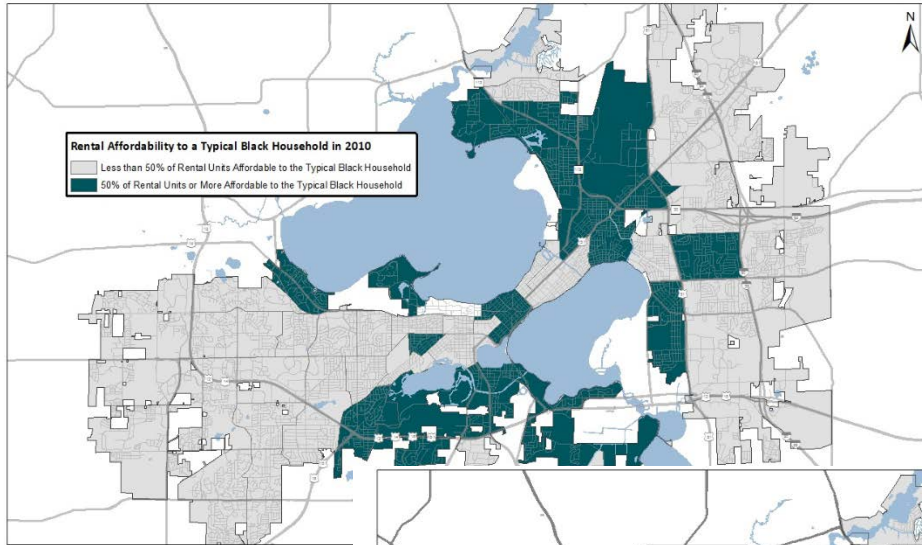 N
Rental Affordability to a Typical Black Household in 2010
Less than 50% of Rental Units Affordable to the Typical Black Household
50% of Rental Units or More Affordable to the Typical Black Household